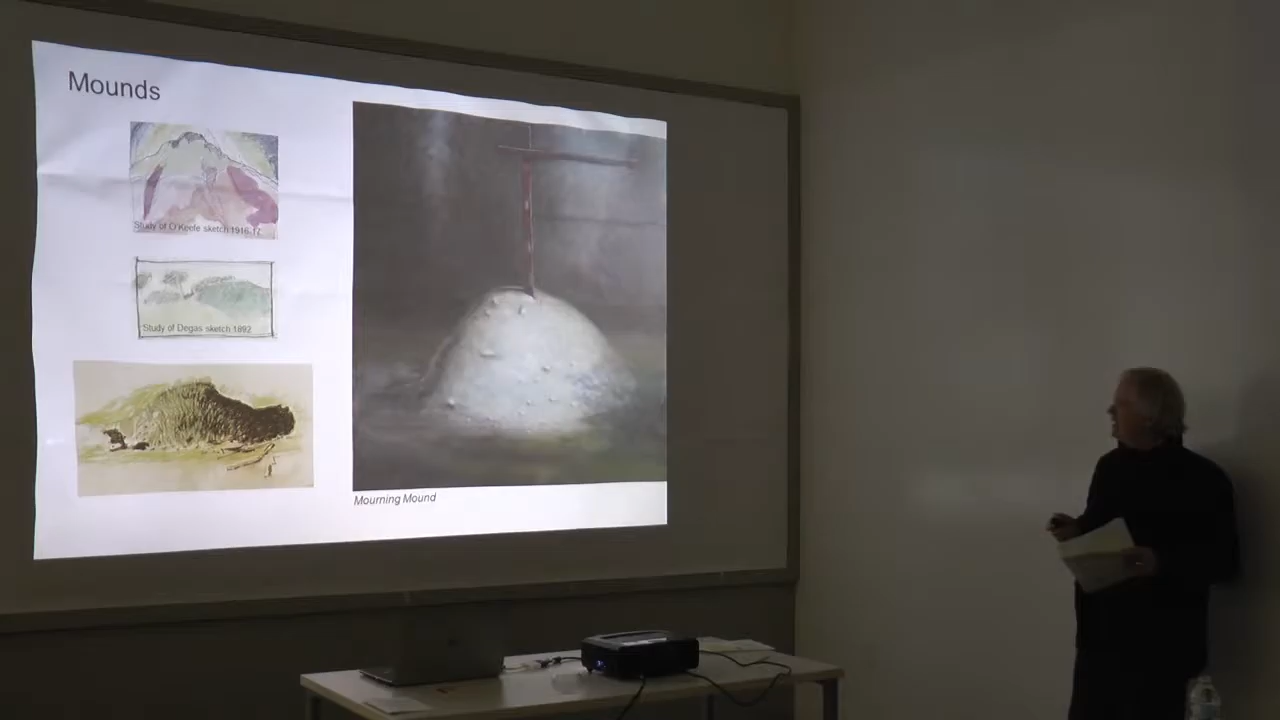 Mounds
Study of O'Keefe sketch 1916-17
Study of Degas sketch 1892
Mourning Mound